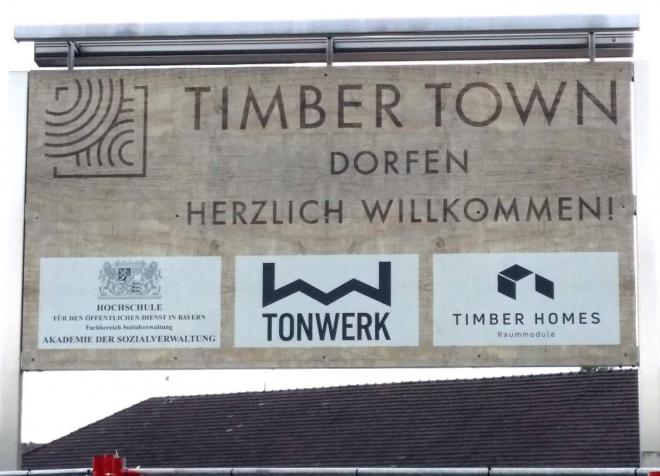 TIMBER TOWN
DORFEN
HERZLICH WILLKOMMEN!
HOCHSCHULE
FÜR DEN ÖFFENTLICHEN DIENST IN BAYERN
Fachbereich Sozialverwaltung
AKADEMIE DER SOZIALVERWALTUNG
TONWERK
TIMBER HOMES
Raummodule